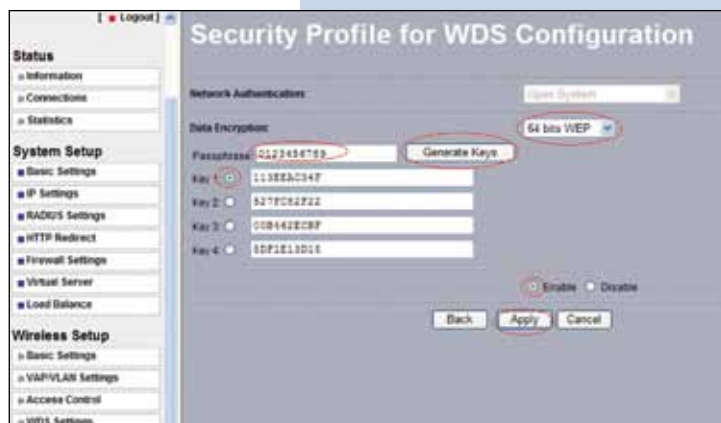 [ Logout ]
Security Profile for WDS Configuration
Status
Information
Connections
Statistics
System Setup
Basic Settings
IP Settings
RADIUS Settings
HTTP Redirect
Firewall Settings
Virtual Server
Load Balance
Wireless Setup
Basic Settings
VAP/VLAN Settings
Access Control
WDS Settings
Network Authentication:
Open System
Data Encryption:
64 bits WEP
Passphrase: 0123456789 Generate Keys
Key 1:
Key 2:
Key 3:
Key 4:
Enable Disable
Back Apply Cancel